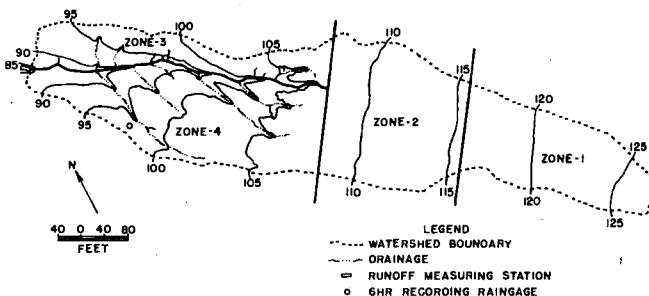 95
100
110
90
ZONE-3
105
85
115
120
90
ZONE-2
125
95
ZONE-4
ZONE-1
100
105
110
115
120
125
N
40 0 40 80
FEET
LEGEND
WATERSHED BOUNDARY
DRAINAGE
RUNOFF MEASURING STATION
6HR RECORDING RAINGAGE